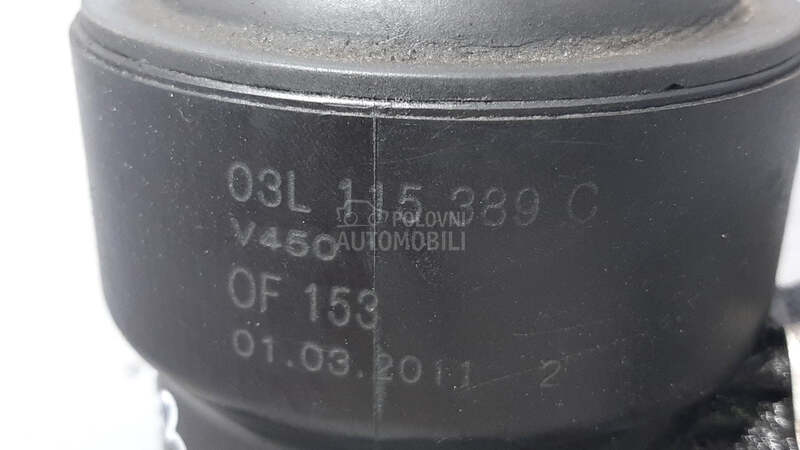 03L 115 389 C
POLOVNI
AUTOMOBILI
V450
OF 153
01.03.2011 2